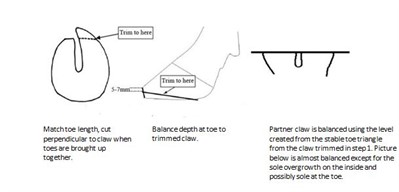 Trim to here
Trim to here
5-7mm
Match toe length, cut
perpendicular to claw when
toes are brought up
together.
Balance depth at toe to
trimmed claw.
Partner claw is balanced using the level
created from the stable toe triangle
from the claw trimmed in step 1. Picture
below is almost balanced except for the
sole overgrowth on the inside and
possibly sole at the toe.